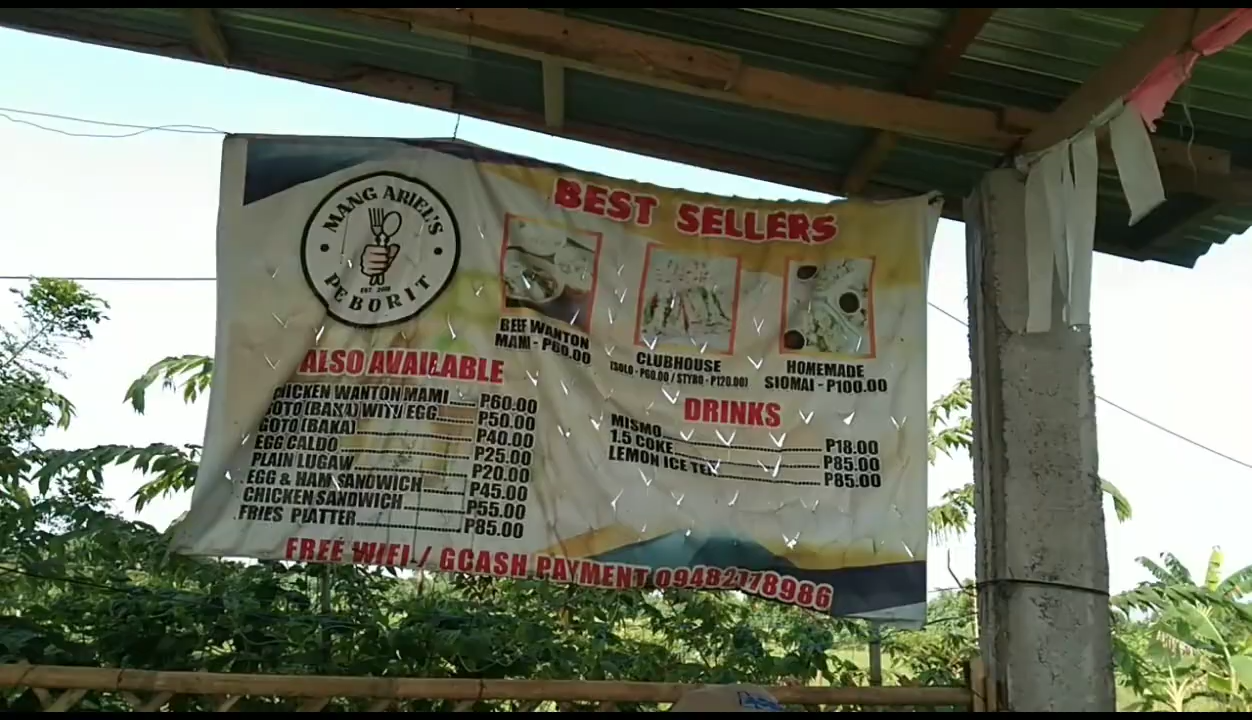 MANG ARIEL'S
EST. 2018
PEBORIT
BEST SELLERS
BEEF WANTON
MAMI - P60.00
CLUBHOUSE
(SOLO - P60.00 / STYRO - P120.00)
HOMEMADE
SIOMAI - P100.00
ALSO AVAILABLE
CHICKEN WANTON MAMI P60.00
GOTO (BAKA) WITH EGG P50.00
GOTO (BAKA) P40.00
EGG CALDO P25.00
PLAIN LUGAW P20.00
EGG & HAM SANDWICH P45.00
CHICKEN SANDWICH P55.00
FRIES PLATTER P85.00
DRINKS
MISMO P18.00
1.5 COKE P85.00
LEMON ICE TEA P85.00
FREE WIFI / GCASH PAYMENT 09482178986